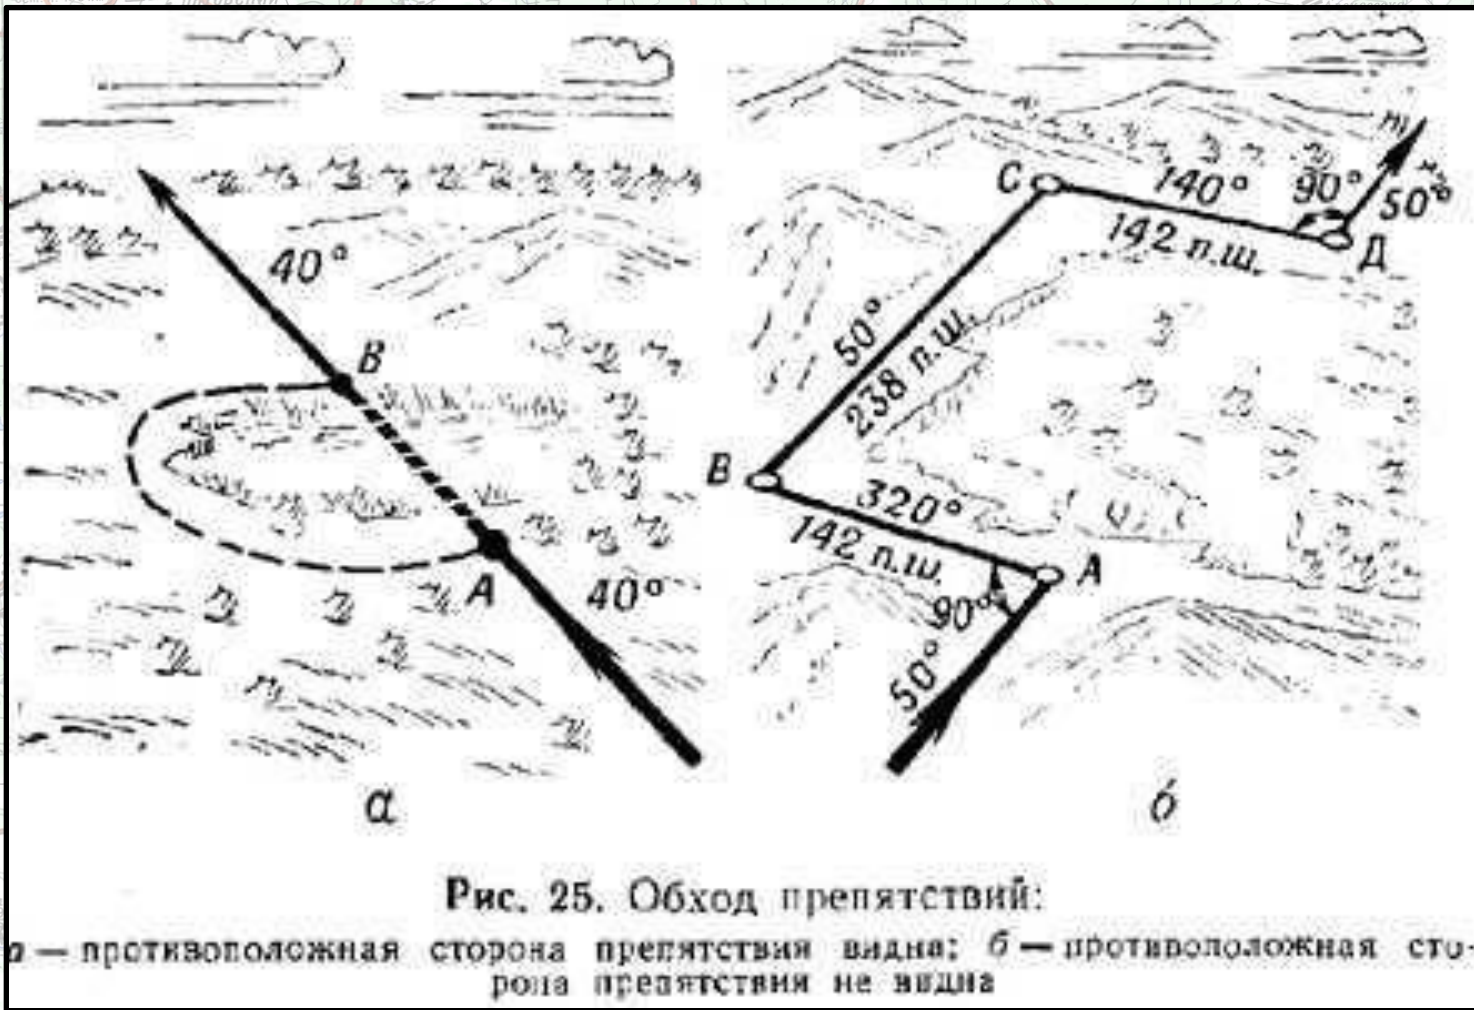 40°
В
А
40°
а
С
140°
90°
50°
142 п.ш.
Д
50°
238 п.ш.
В
320°
142 п.ш.
А
90°
50°
б
Рис. 25. Обход препятствий:
а — противоположная сторона препятствия видна; б — противоположная сто-
рона препятствия не видна